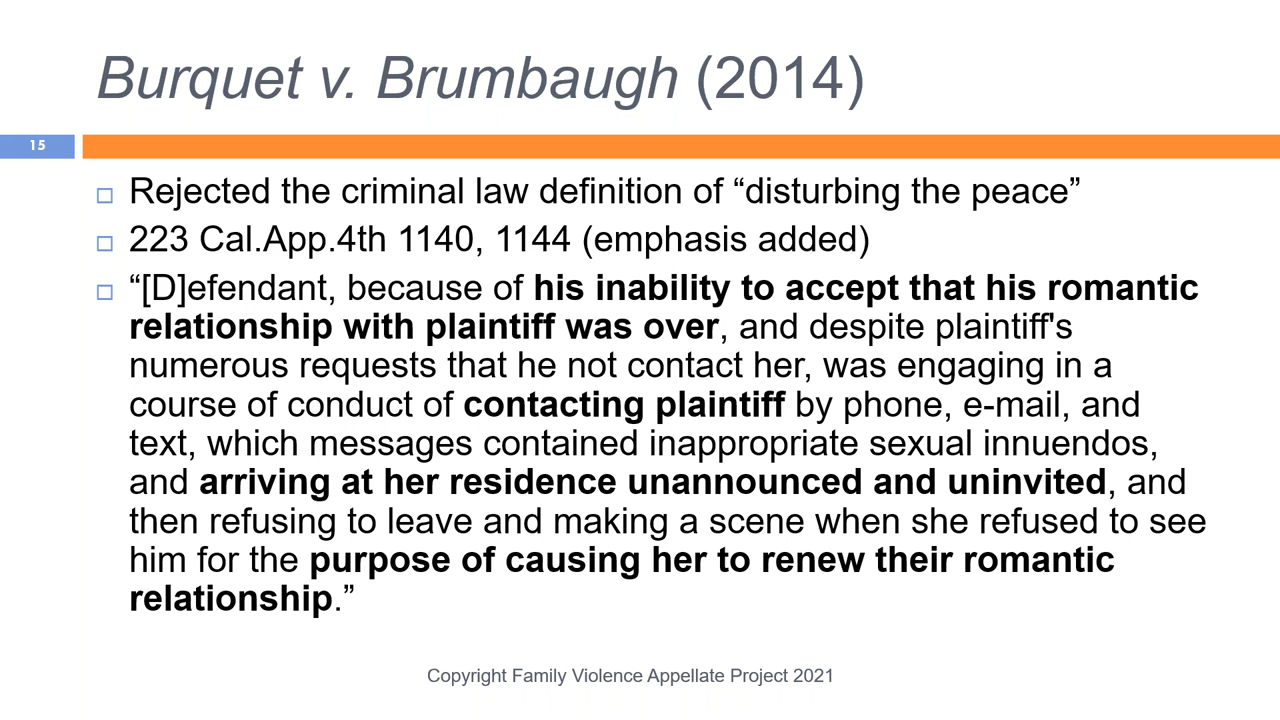 Burquet v. Brumbaugh (2014)
15
Rejected the criminal law definition of “disturbing the peace”
223 Cal.App.4th 1140, 1144 (emphasis added)
“[D]efendant, because of his inability to accept that his romantic
relationship with plaintiff was over, and despite plaintiff's
numerous requests that he not contact her, was engaging in a
course of conduct of contacting plaintiff by phone, e-mail, and
text, which messages contained inappropriate sexual innuendos,
and arriving at her residence unannounced and uninvited, and
then refusing to leave and making a scene when she refused to see
him for the purpose of causing her to renew their romantic
relationship.”
Copyright Family Violence Appellate Project 2021